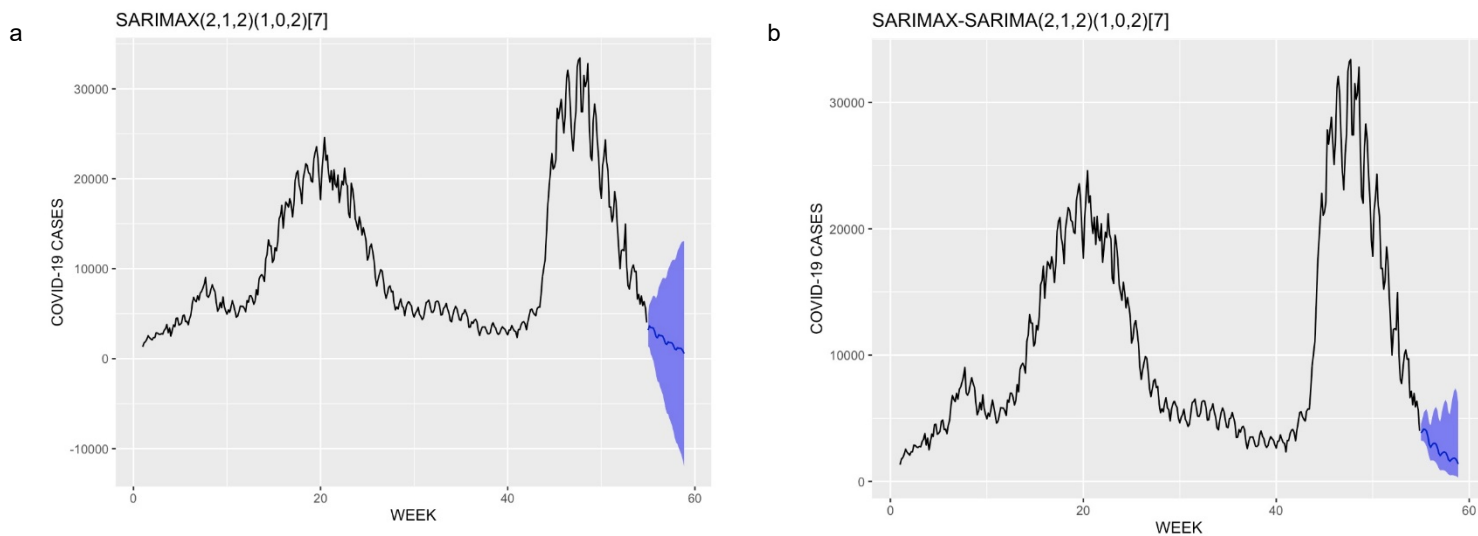 a
SARIMAX(2,1,2)(1,0,2)[7]
COVID-19 CASES
30000
20000
10000
0
-10000
0
20
40
60
WEEK
b
SARIMAX-SARIMA(2,1,2)(1,0,2)[7]
COVID-19 CASES
30000
20000
10000
0
0
20
40
60
WEEK